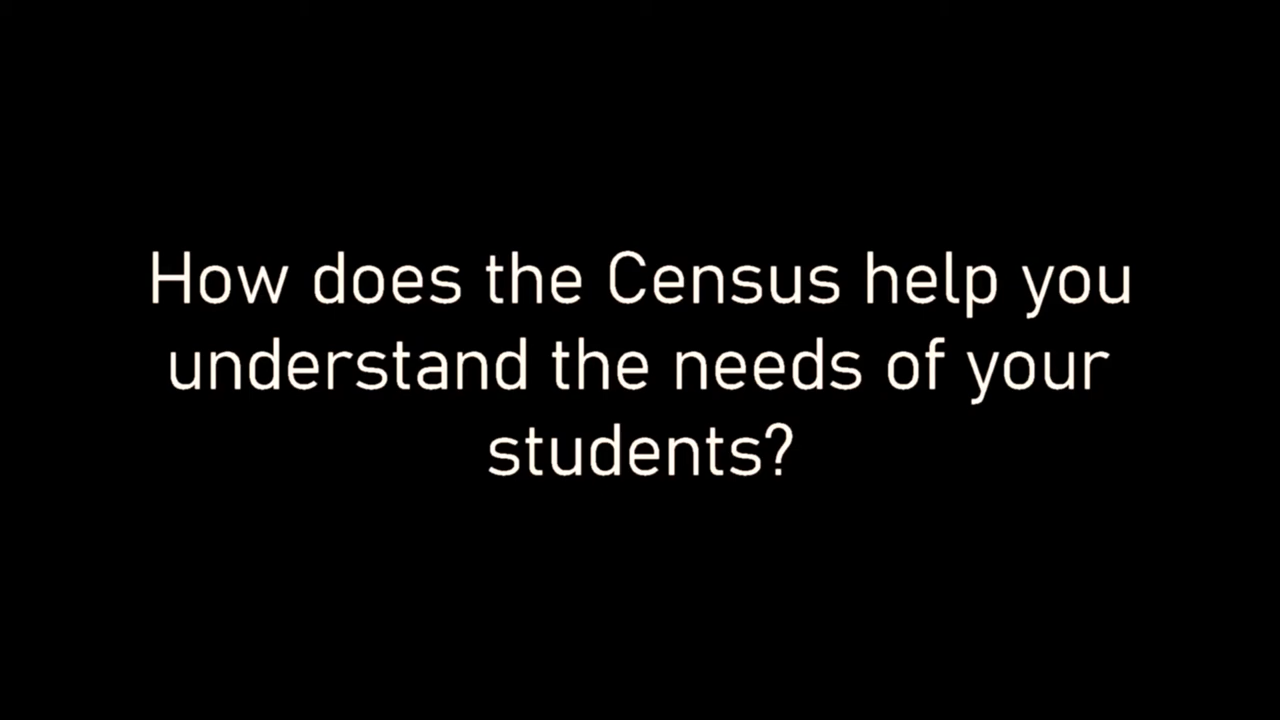 How does the Census help you
understand the needs of your
students?